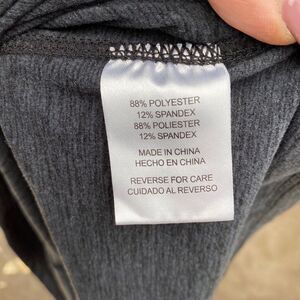 88% POLYESTER
12% SPANDEX
88% POLIESTER
12% SPANDEX
MADE IN CHINA
HECHO EN CHINA
REVERSE FOR CARE
CUIDADO AL REVERSO